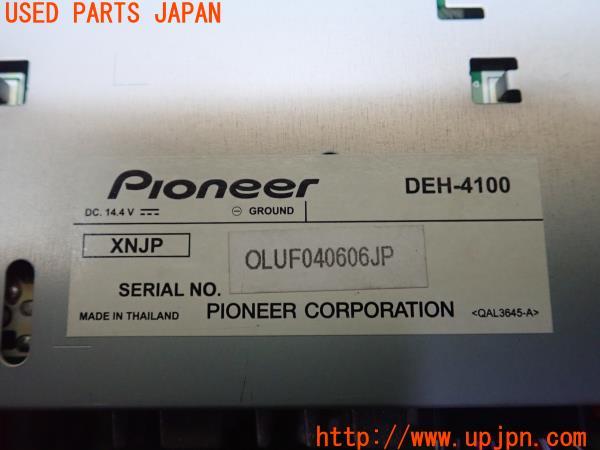 USED PARTS JAPAN
Pioneer
DEH-4100
DC. 14.4 V ⎓ ⊖ GROUND
XNJP
OLUF040606JP
SERIAL NO.
MADE IN THAILAND PIONEER CORPORATION <QAL3645-A>
http://www.upjpn.com/